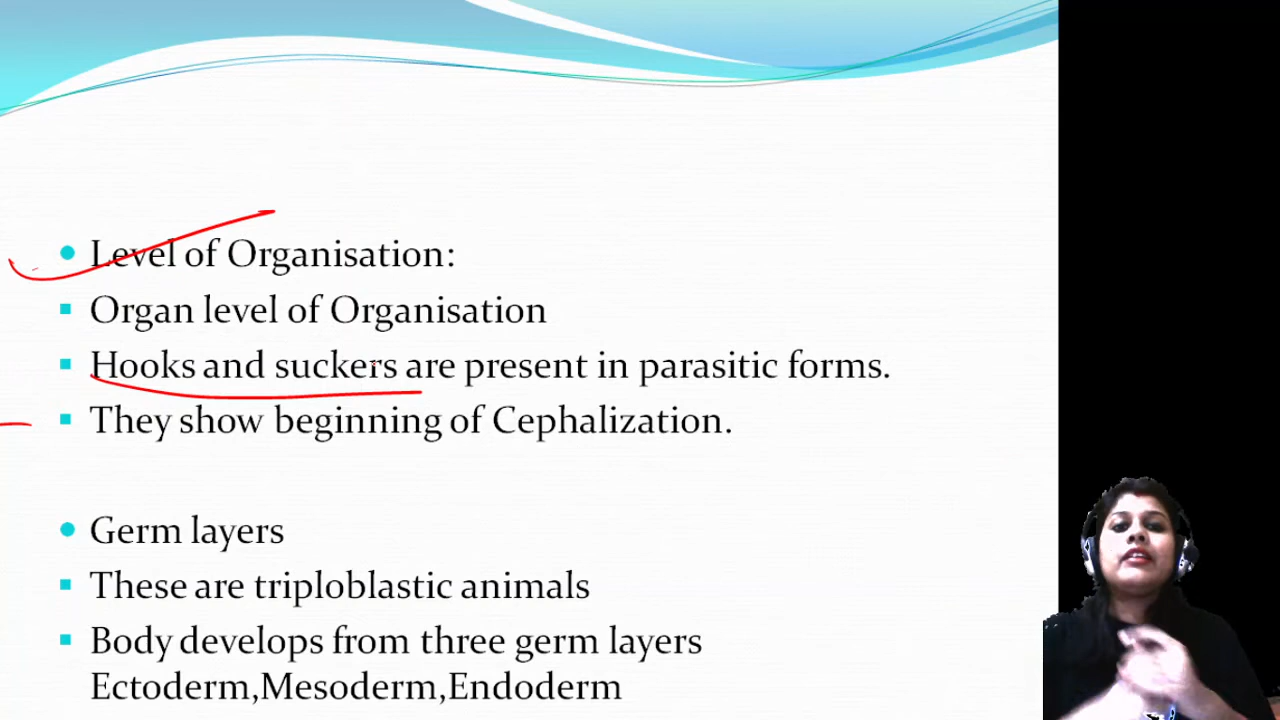 Level of Organisation:
Organ level of Organisation
Hooks and suckers are present in parasitic forms.
They show beginning of Cephalization.
Germ layers
These are triploblastic animals
Body develops from three germ layers
Ectoderm,Mesoderm,Endoderm